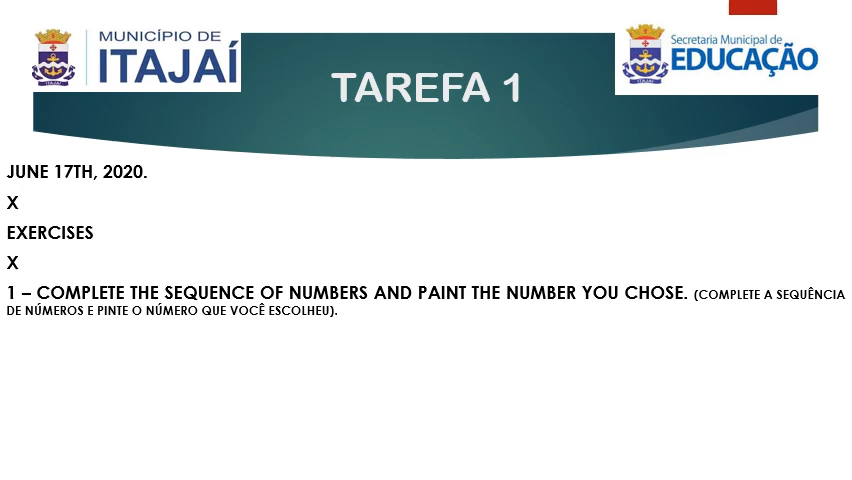 MUNICÍPIO DE
ITAJAÍ
TAREFA 1
Secretaria Municipal de
EDUCAÇÃO
JUNE 17TH, 2020.
X
EXERCISES
X
1 – COMPLETE THE SEQUENCE OF NUMBERS AND PAINT THE NUMBER YOU CHOSE. (COMPLETE A SEQUÊNCIA
DE NÚMEROS E PINTE O NÚMERO QUE VOCÊ ESCOLHEU).